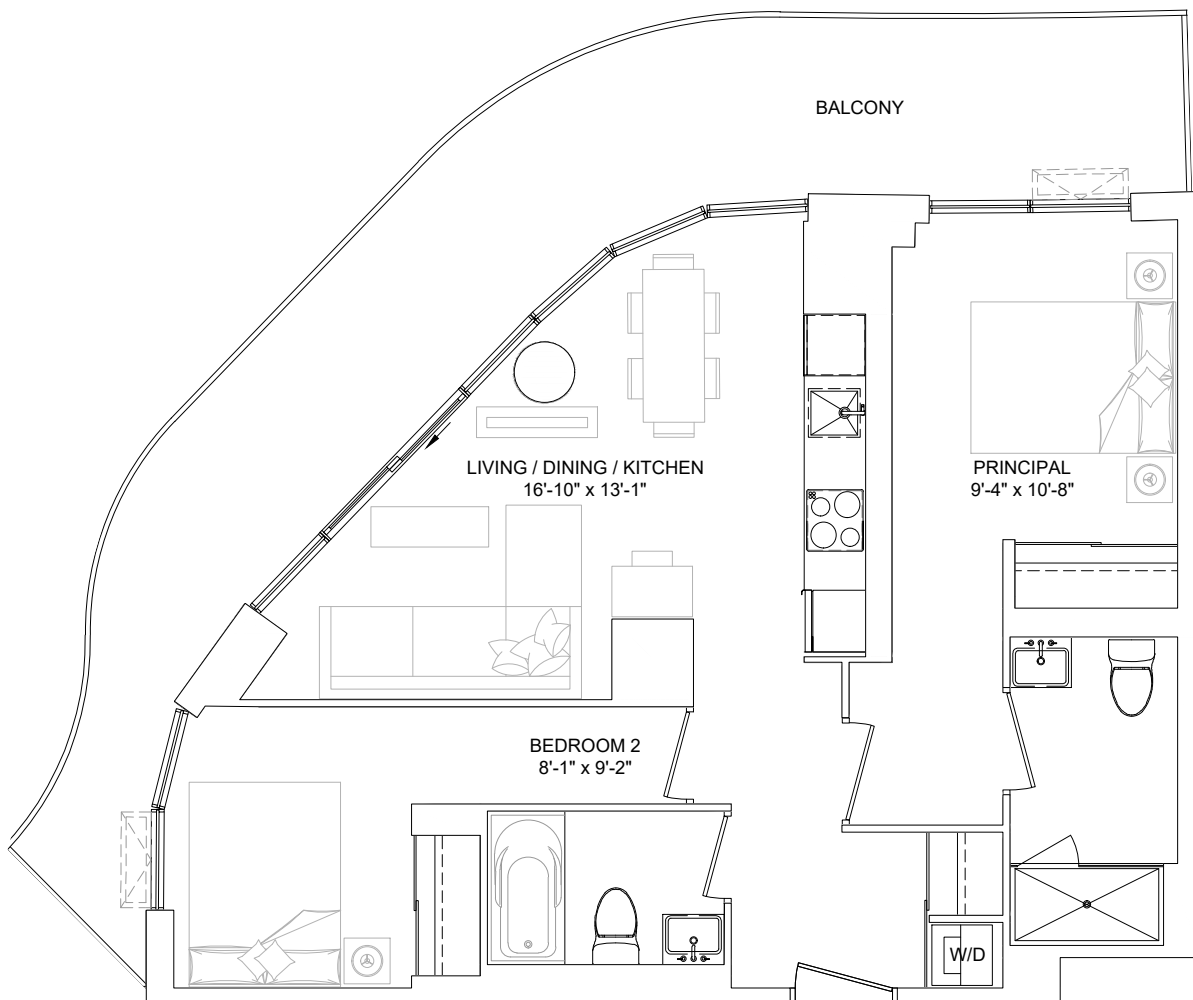 BALCONY
LIVING / DINING / KITCHEN
16'-10" x 13'-1"
PRINCIPAL
9'-4" x 10'-8"
BEDROOM 2
8'-1" x 9'-2"
W/D